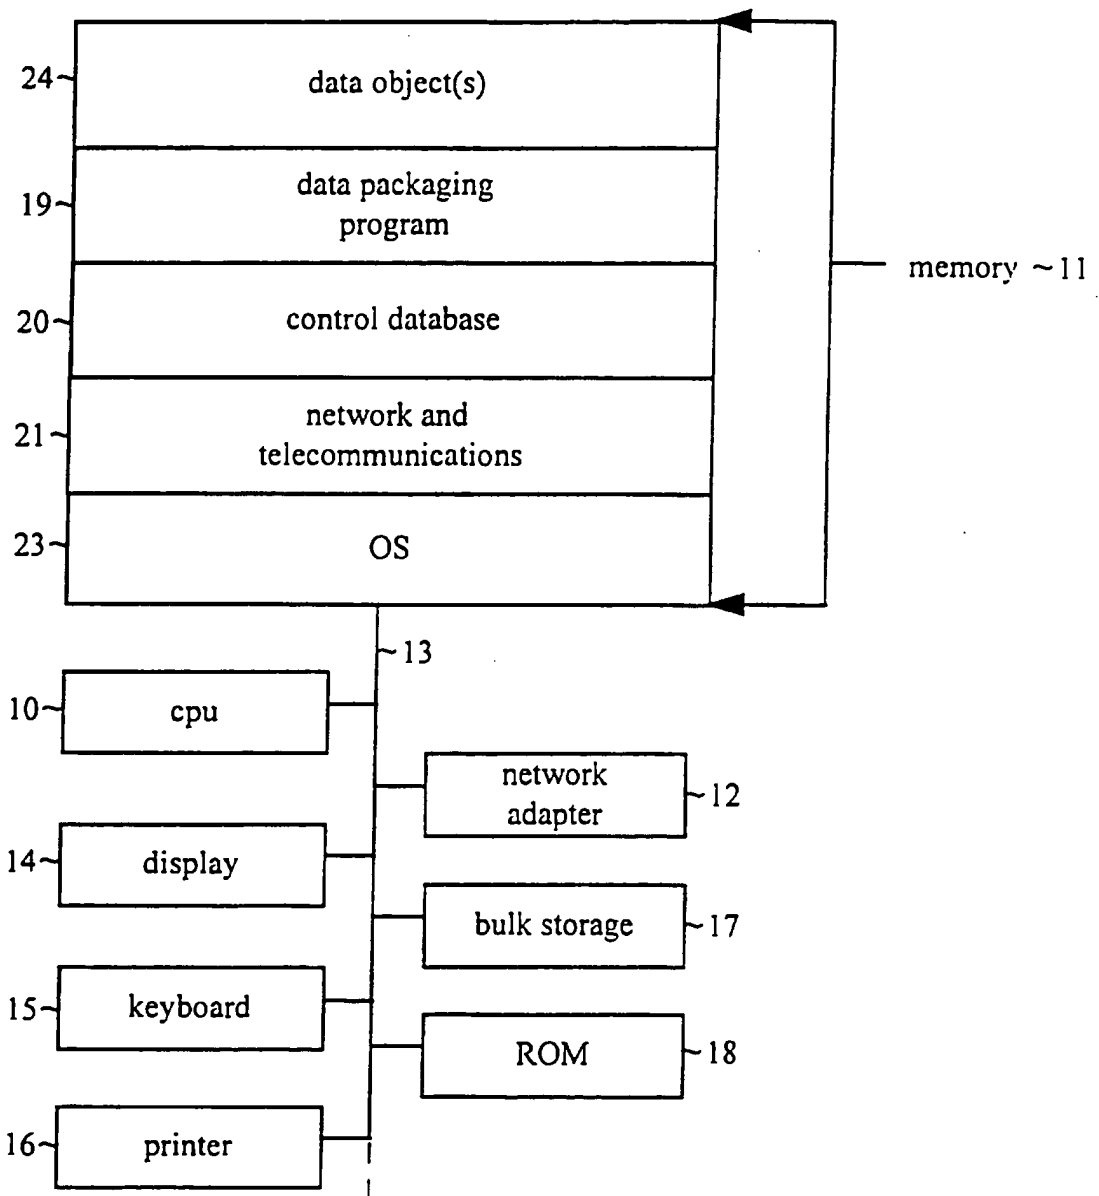 24~ data object(s)
19~ data packaging
program
memory ~11
20~ control database
21~ network and
telecommunications
23~ OS
~13
10~ cpu
network
adapter ~12
14~ display
bulk storage ~17
15~ keyboard
ROM ~18
16~ printer